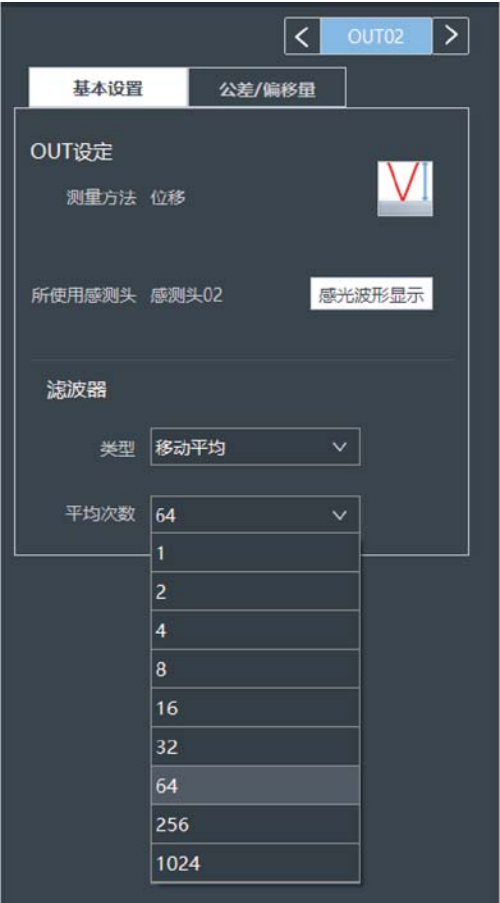 OUT02
基本设置 公差/偏移量
OUT设定
测量方法 位移
所使用感测头 感测头02 感光波形显示
滤波器
类型 移动平均
平均次数 64
1
2
4
8
16
32
64
256
1024